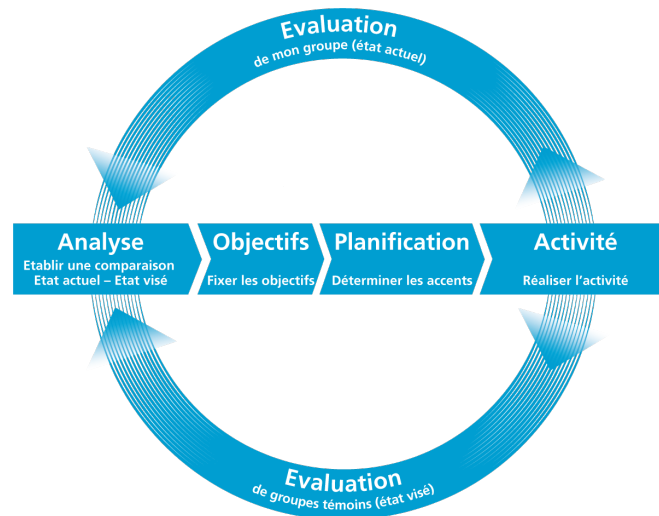 Evaluation
de mon groupe (état actuel)
Analyse
Etablir une comparaison
Etat actuel – Etat visé
Objectifs
Fixer les objectifs
Planification
Déterminer les accents
Activité
Réaliser l’activité
Evaluation
de groupes témoins (état visé)